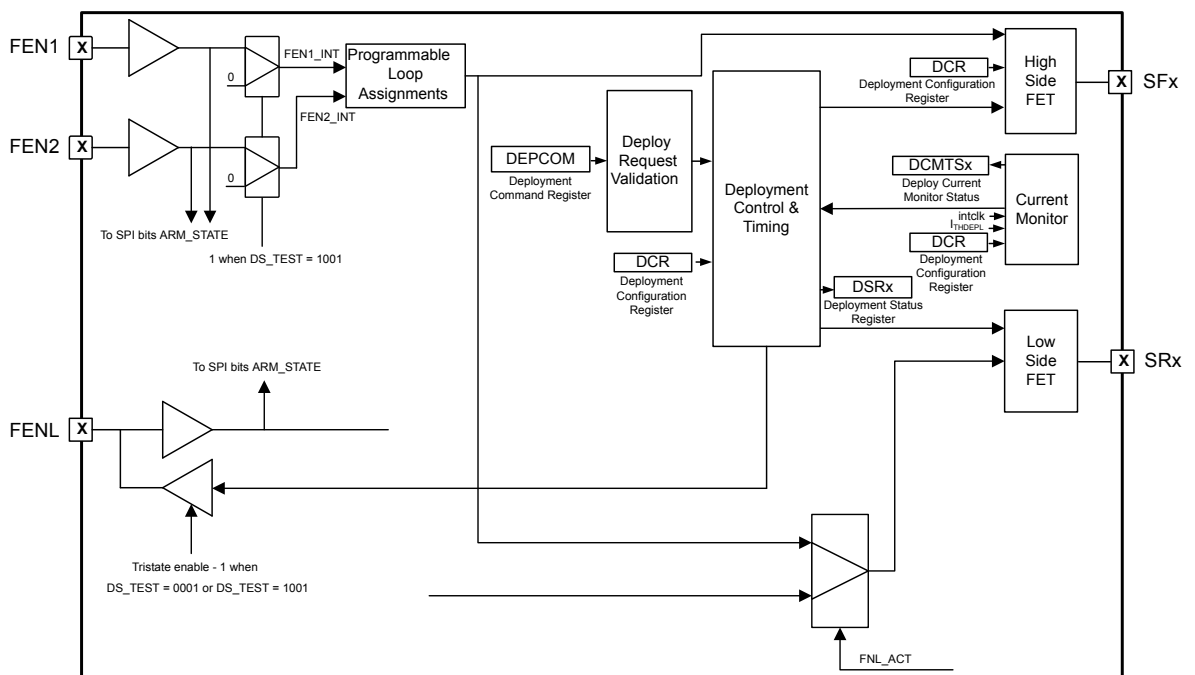 FEN1
X
FEN1_INT
0
Programmable
Loop
Assignments
FEN2_INT
FEN2
X
0
To SPI bits ARM_STATE
1 when DS_TEST = 1001
DEPCOM
Deployment
Command Register
Deploy
Request
Validation
DCR
Deployment
Configuration
Register
Deployment
Control &
Timing
DCR
Deployment Configuration
Register
High
Side
FET
X
SFx
DCMTSx
Deploy Current
Monitor Status
Current
Monitor
intclk
ITHDEPL
DCR
Deployment
Configuration
Register
DSRx
Deployment Status
Register
Low
Side
FET
X
SRx
To SPI bits ARM_STATE
FENL
X
Tristate enable - 1 when
DS_TEST = 0001 or DS_TEST = 1001
FNL_ACT